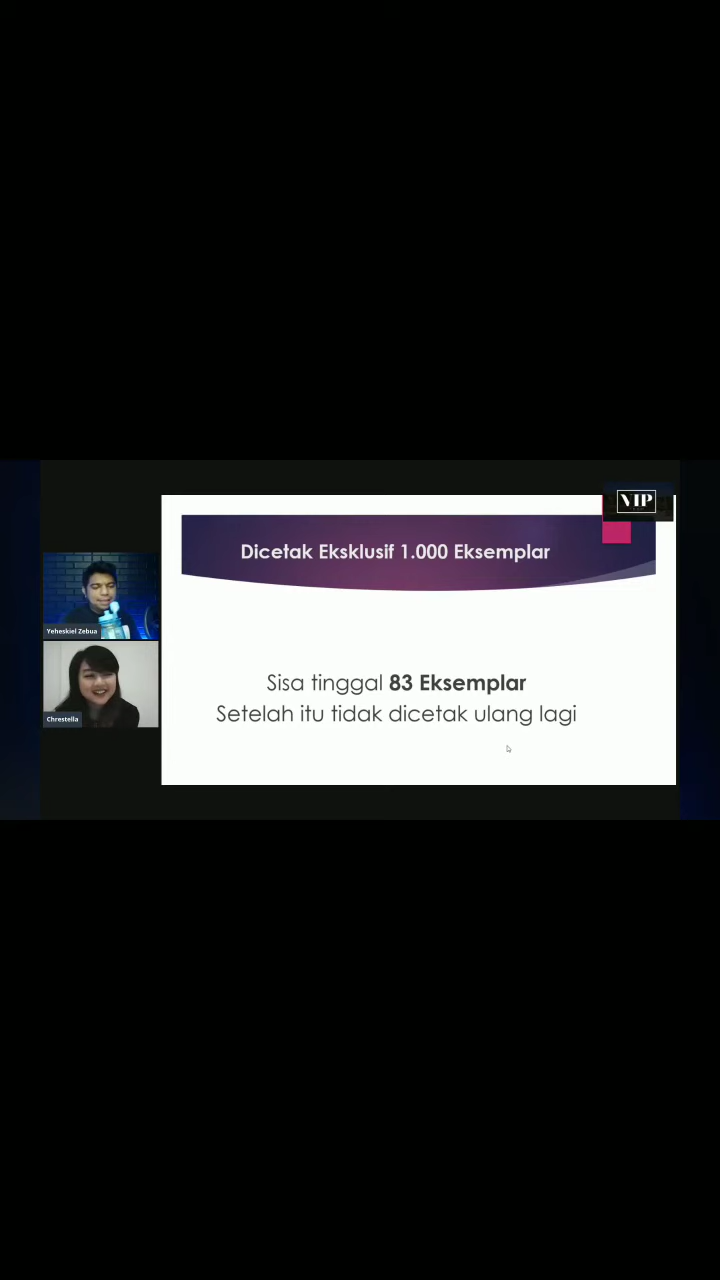 VIP
Dicetak Eksklusif 1.000 Eksemplar
Yeheskiel Zebua
Sisa tinggal 83 Eksemplar
Setelah itu tidak dicetak ulang lagi
Chrestella